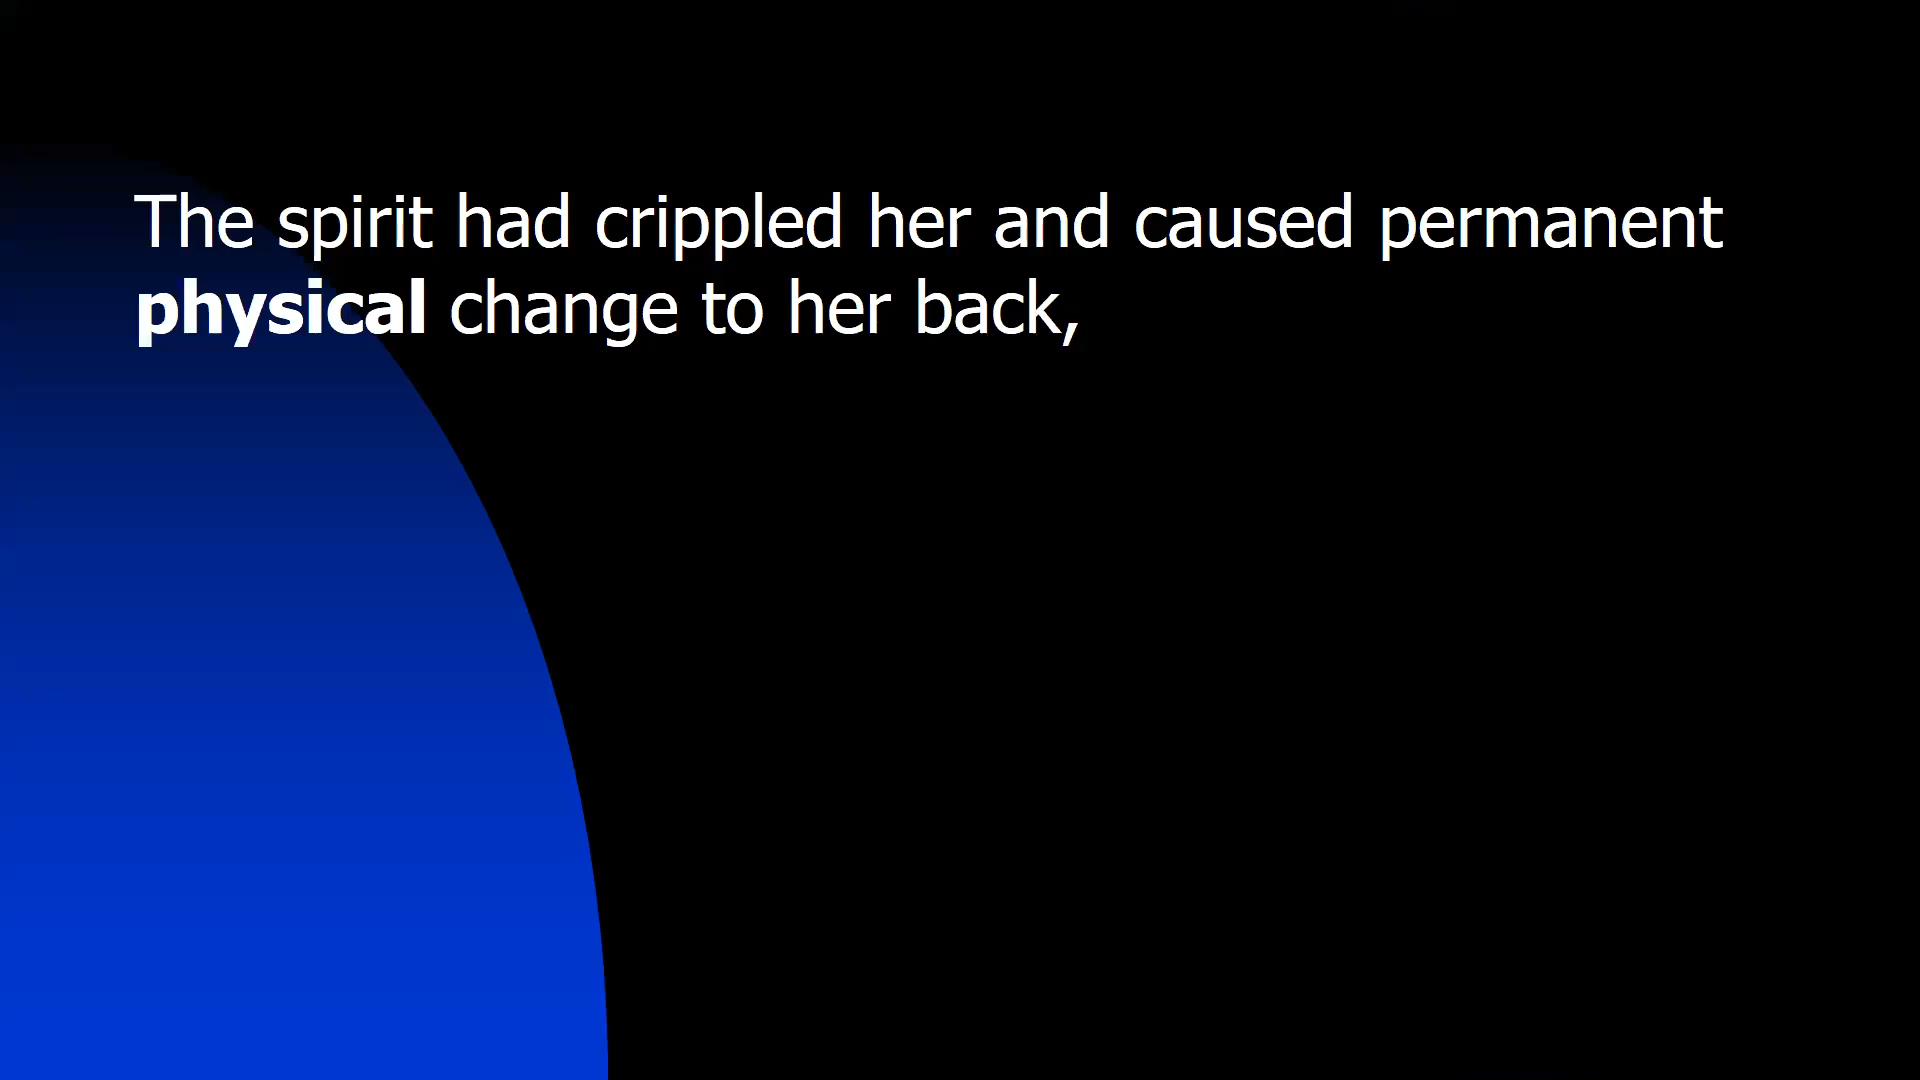 The spirit had crippled her and caused permanent
physical change to her back,